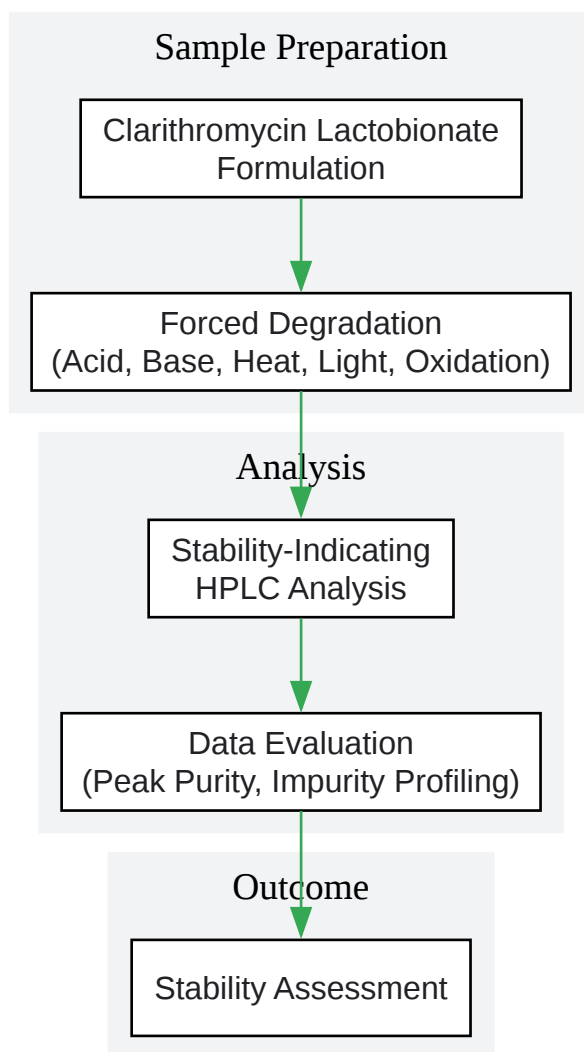 Sample Preparation
Clarithromycin Lactobionate
Formulation
Forced Degradation
(Acid, Base, Heat, Light, Oxidation)
Analysis
Stability-Indicating
HPLC Analysis
Data Evaluation
(Peak Purity, Impurity Profiling)
Outcome
Stability Assessment